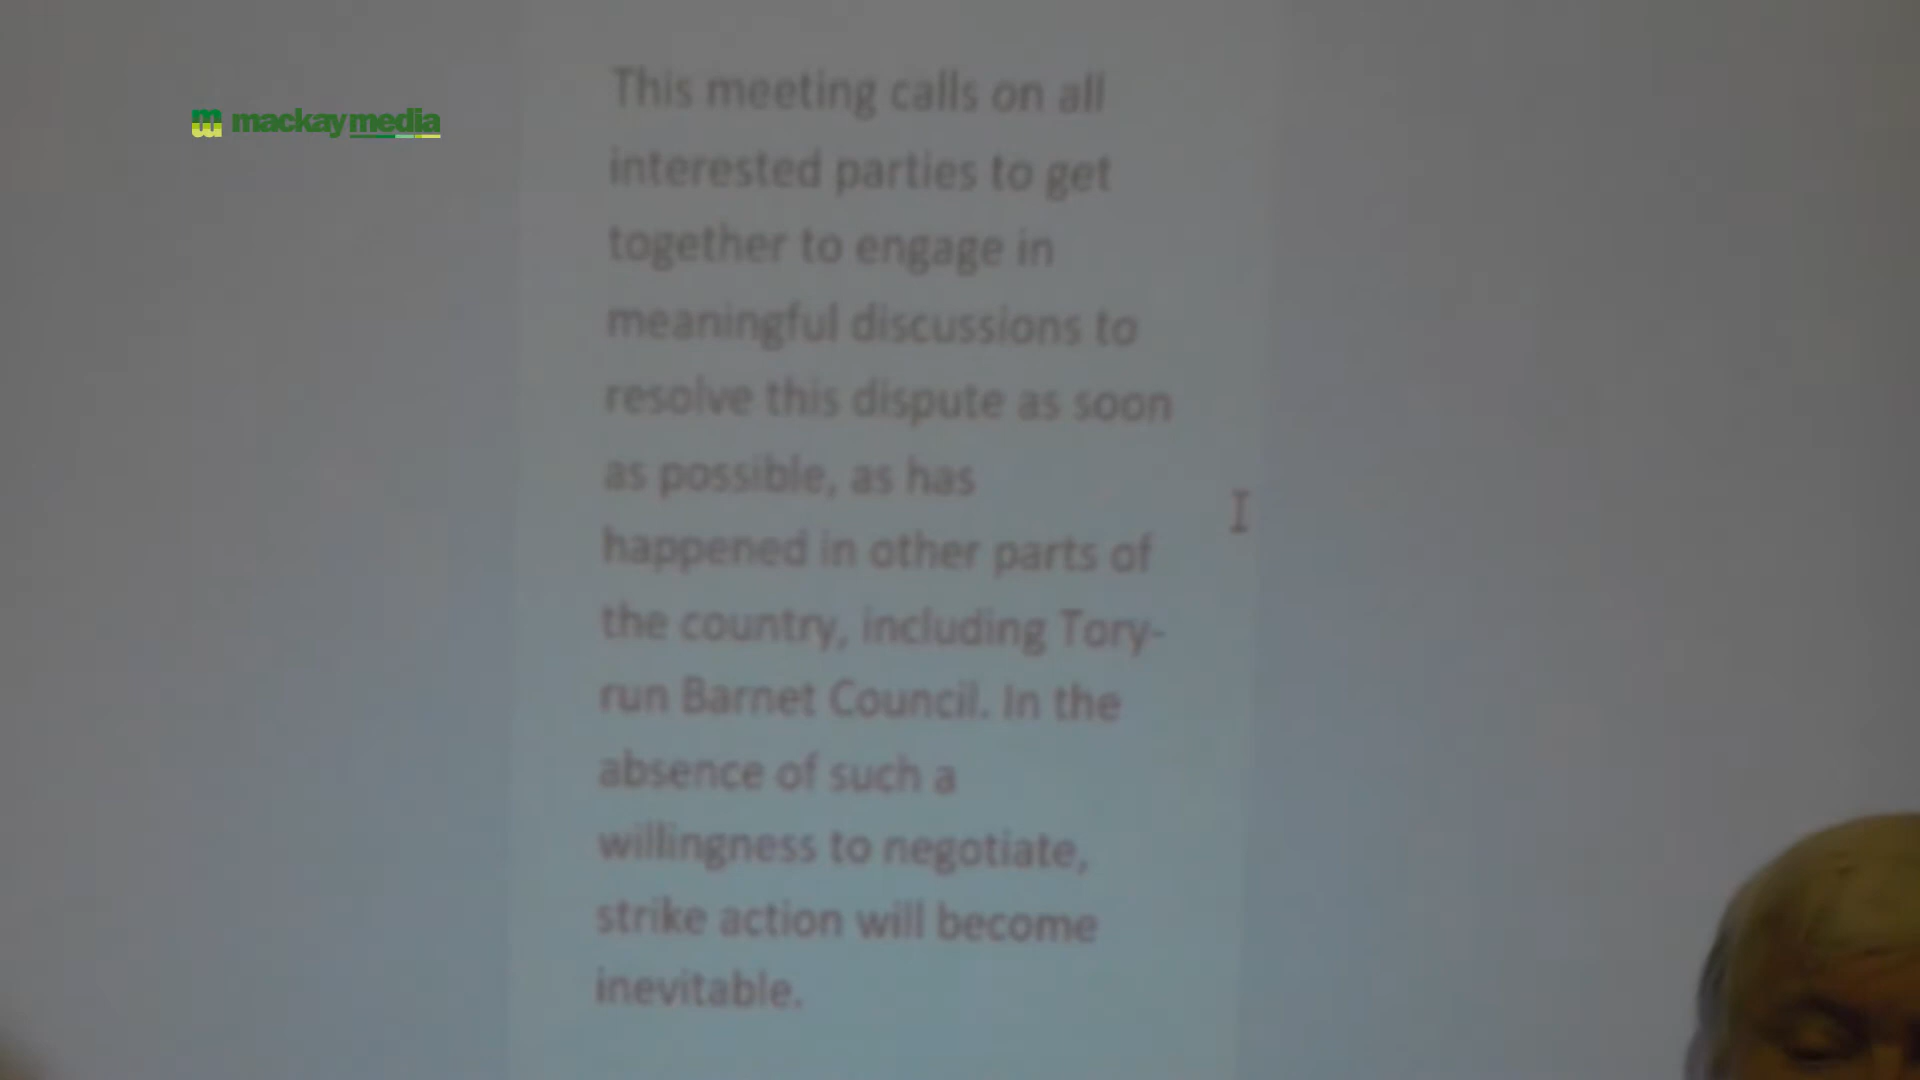 mackaymedia
This meeting calls on all
interested parties to get
together to engage in
meaningful discussions to
resolve this dispute as soon
as possible, as has
happened in other parts of
the country, including Tory-
run Barnet Council. In the
absence of such a
willingness to negotiate,
strike action will become
inevitable.